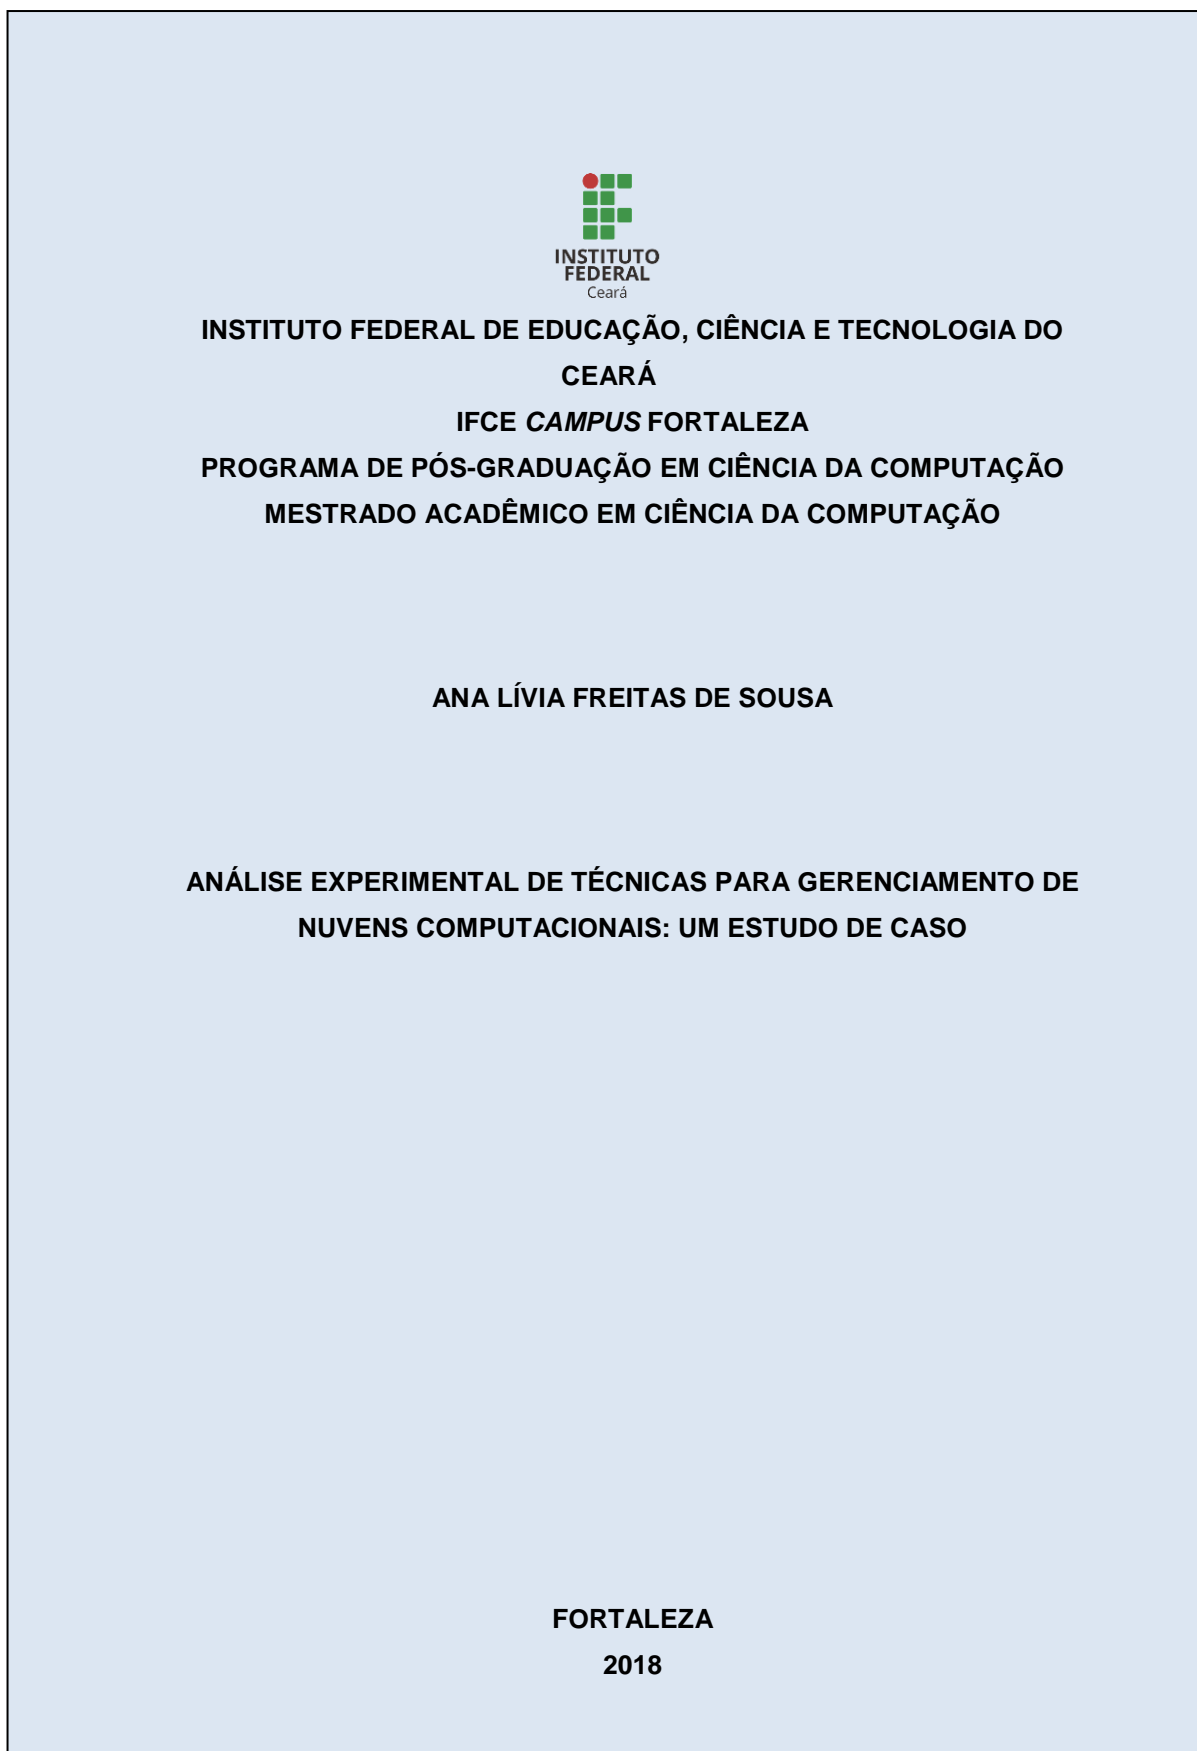 INSTITUTO
FEDERAL
Ceará
INSTITUTO FEDERAL DE EDUCAÇÃO, CIÊNCIA E TECNOLOGIA DO
CEARÁ
IFCE CAMPUS FORTALEZA
PROGRAMA DE PÓS-GRADUAÇÃO EM CIÊNCIA DA COMPUTAÇÃO
MESTRADO ACADÊMICO EM CIÊNCIA DA COMPUTAÇÃO
ANA LÍVIA FREITAS DE SOUSA
ANÁLISE EXPERIMENTAL DE TÉCNICAS PARA GERENCIAMENTO DE
NUVENS COMPUTACIONAIS: UM ESTUDO DE CASO
FORTALEZA
2018